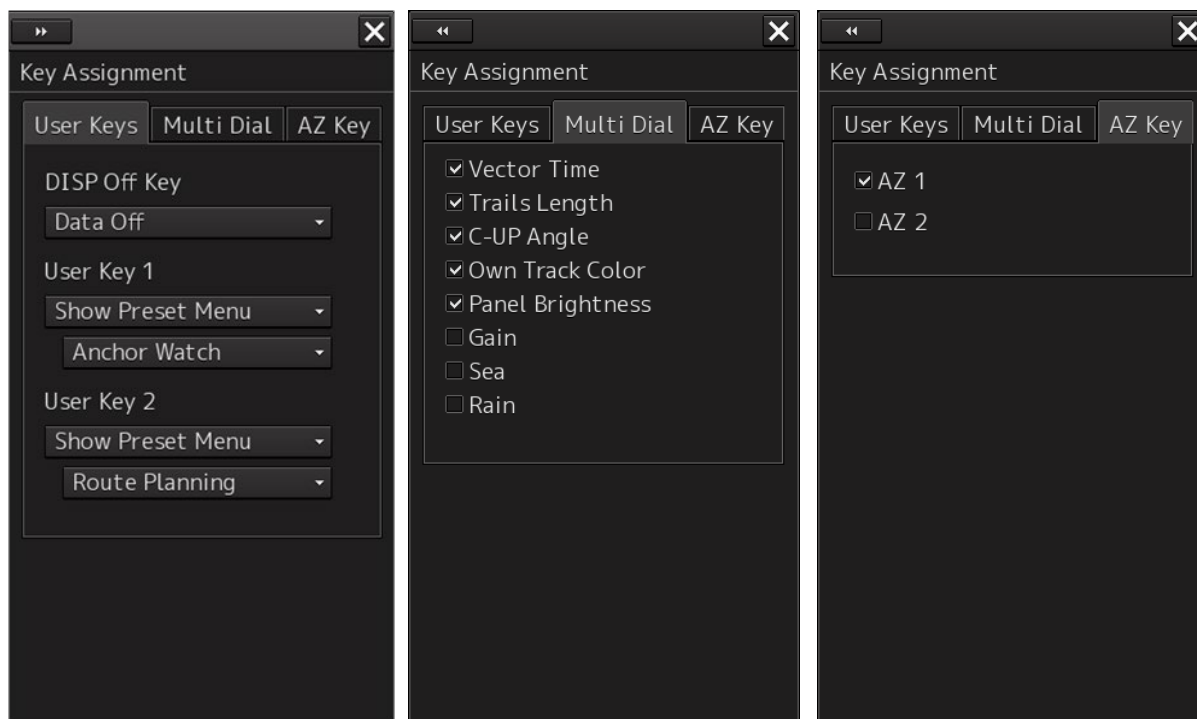 Key Assignment
User Keys Multi Dial AZ Key
DISP Off Key
Data Off
User Key 1
Show Preset Menu
Anchor Watch
User Key 2
Show Preset Menu
Route Planning
Key Assignment
User Keys Multi Dial AZ Key
Vector Time
Trails Length
C-UP Angle
Own Track Color
Panel Brightness
Gain
Sea
Rain
Key Assignment
User Keys Multi Dial AZ Key
AZ 1
AZ 2